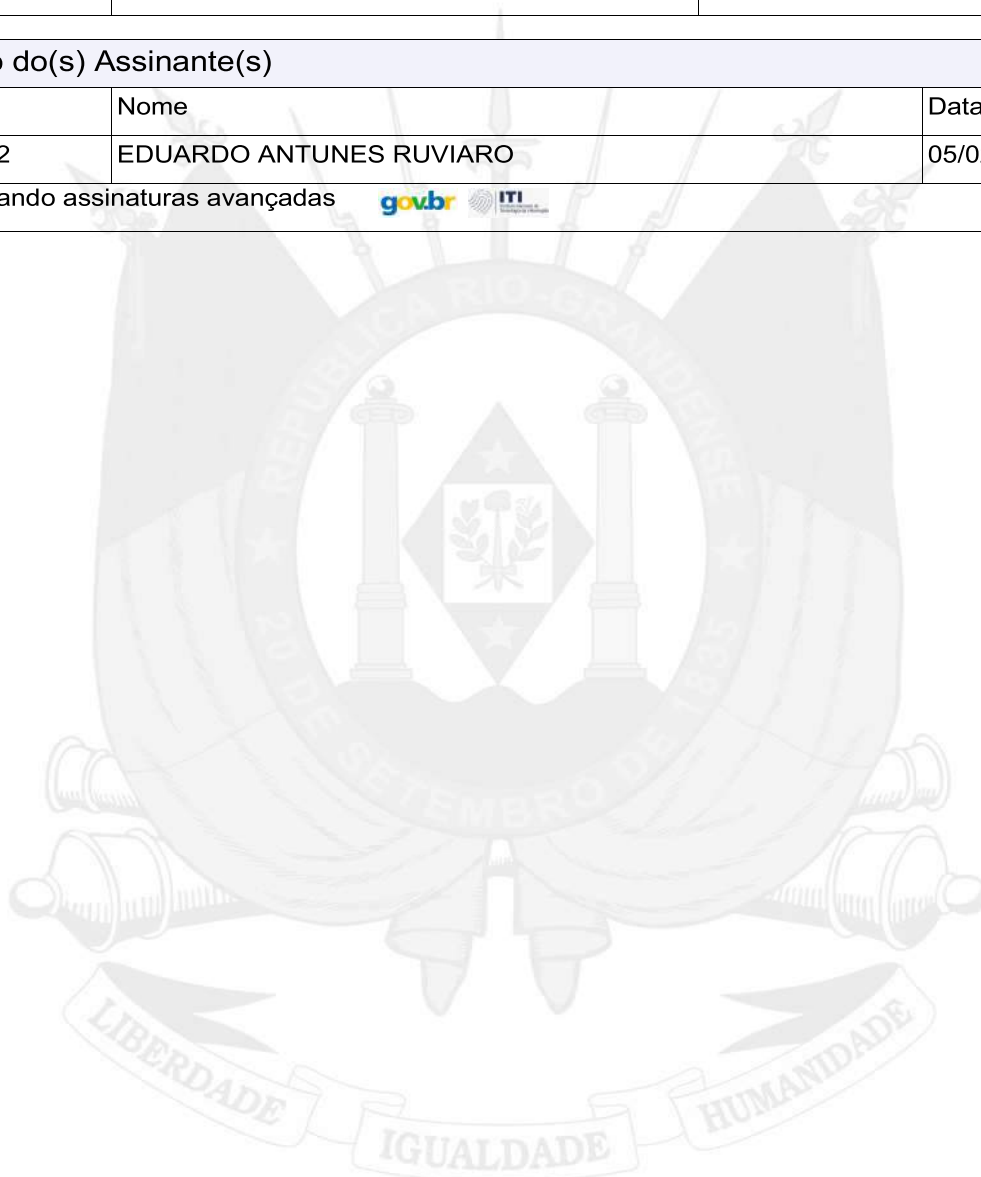 o do(s) Assinante(s)
Nome
Data
2
EDUARDO ANTUNES RUVIARO
05/0
ando assinaturas avançadas
gov.br
ITI
REPÚBLICA RIO-GRANDENSE
20 DE SETEMBRO DE 1835
LIBERDADE
IGUALDADE
HUMANIDADE